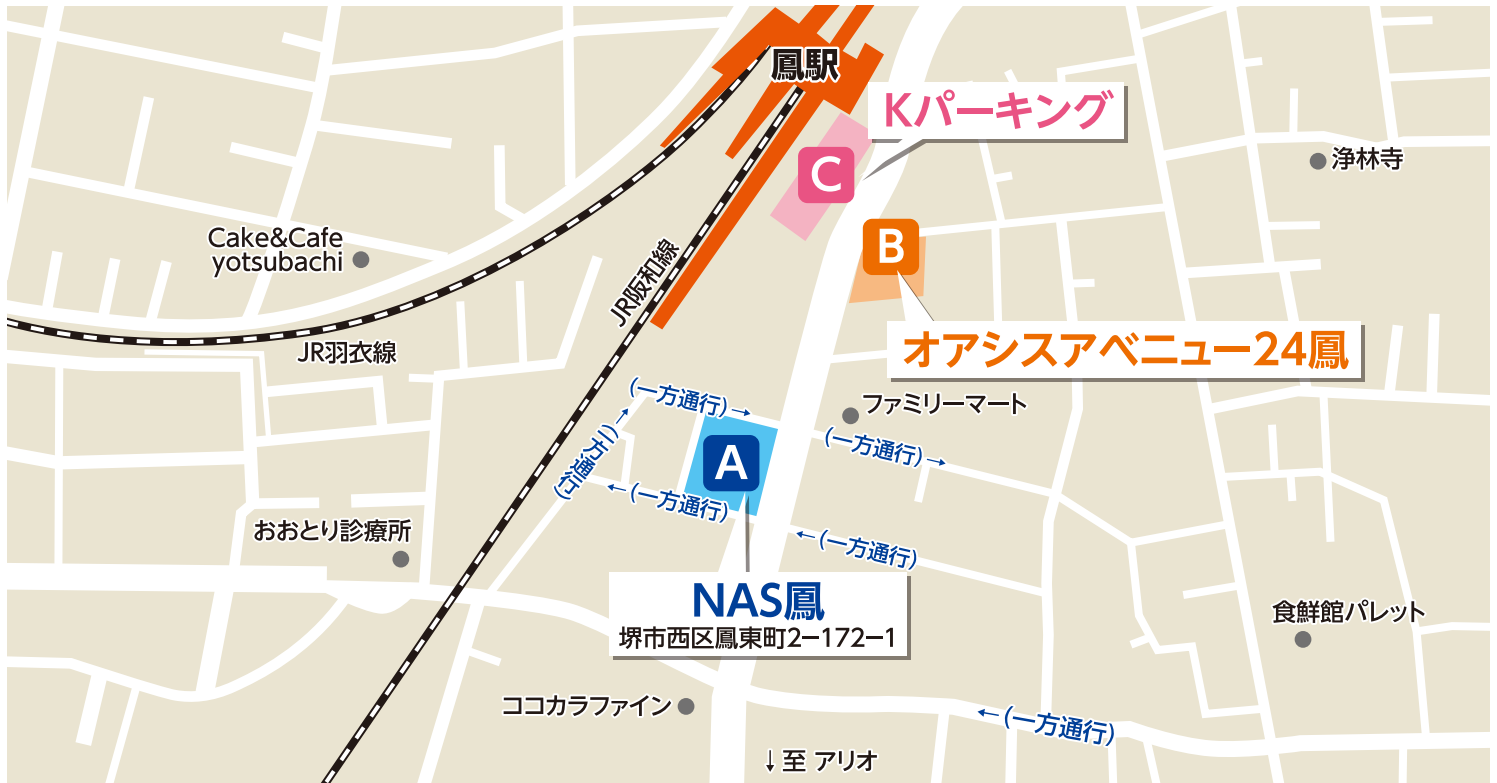 鳳駅
Kパーキング
C
浄林寺
B
Cake&Cafe
yotsubachi
JR阪和線
JR羽衣線
オアシスアベニュー24鳳
(一方通行)→
ファミリーマート
(一方通行)→
(一方通行)→
A
←(一方通行)
←(一方通行)
おおとり診療所
NAS鳳
堺市西区鳳東町2−172−1
食鮮館パレット
ココカラファイン
←(一方通行)
↓至 アリオ